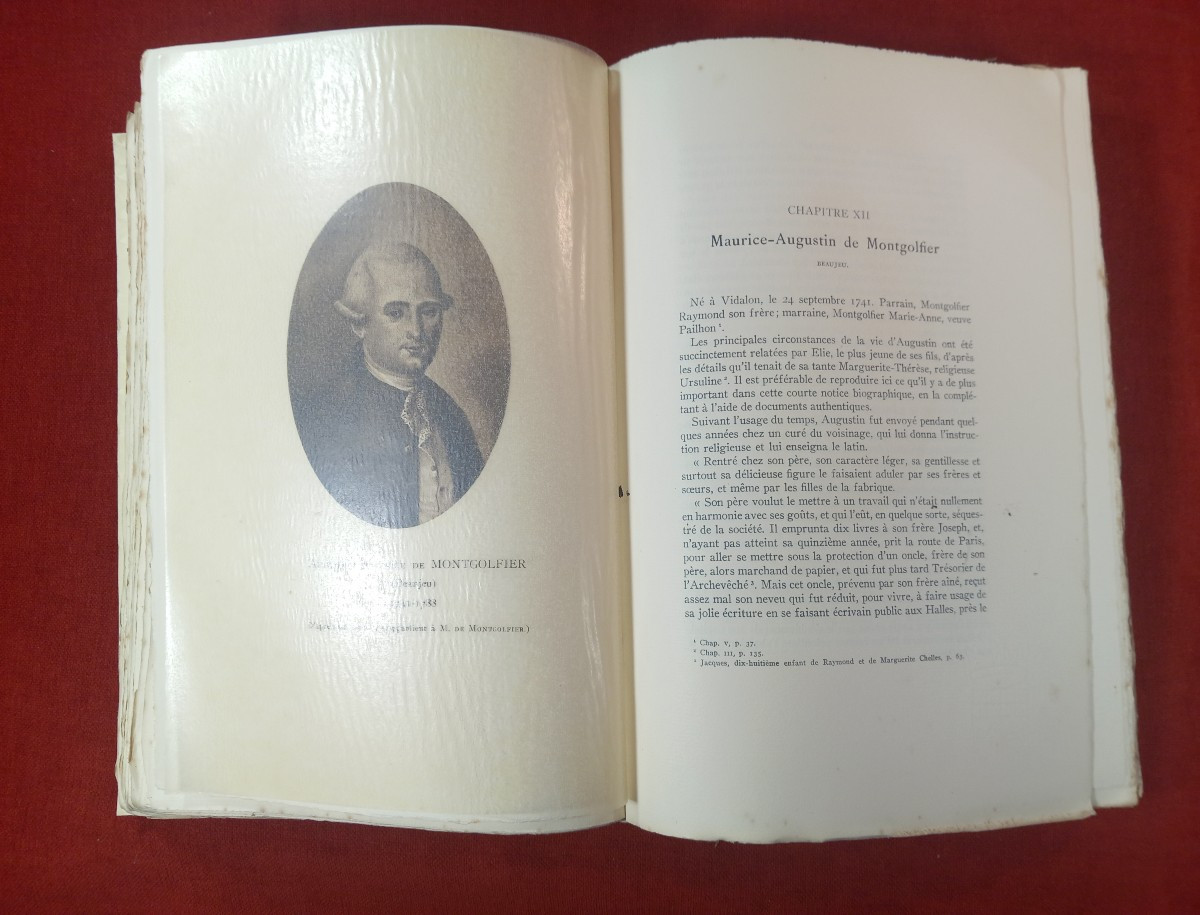 DE MONTGOLFIER
à M. DE MONTGOLFIER.)
CHAPITRE XII
Maurice-Augustin de Montgolfier
BEAUJEU.
Né à Vidalon, le 24 septembre 1741. Parrain, Montgolfier
Raymond son frère; marraine, Montgolfier Marie-Anne, veuve
Pailhon ¹.
Les principales circonstances de la vie d'Augustin ont été
succinctement relatées par Elie, le plus jeune de ses fils, d'après
les détails qu'il tenait de sa tante Marguerite-Thérèse, religieuse
Ursuline ². Il est préférable de reproduire ici ce qu'il y a de plus
important dans cette courte notice biographique, en la complé-
tant à l'aide de documents authentiques.
Suivant l'usage du temps, Augustin fut envoyé pendant quel-
ques années chez un curé du voisinage, qui lui donna l'instruc-
tion religieuse et lui enseigna le latin.
« Rentré chez son père, son caractère léger, sa gentillesse et
surtout sa délicieuse figure le faisaient aduler par ses frères et
sœurs, et même par les filles de la fabrique.
« Son père voulut le mettre à un travail qui n'était nullement
en harmonie avec ses goûts, et qui l'eût, en quelque sorte, séques-
tré de la société. Il emprunta dix livres à son frère Joseph, et,
n'ayant pas atteint sa quinzième année, prit la route de Paris,
pour aller se mettre sous la protection d'un oncle, frère de son
père, alors marchand de papier, et qui fut plus tard Trésorier de
l'Archevêché ³. Mais cet oncle, prévenu par son frère aîné, reçut
assez mal son neveu qui fut réduit, pour vivre, à faire usage de
sa jolie écriture en se faisant écrivain public aux Halles, près le
¹ Chap. V, p. 37.
² Chap. III, p. 135.
³ Jacques, dix-huitième enfant de Raymond et de Marguerite Chelles, p. 65.